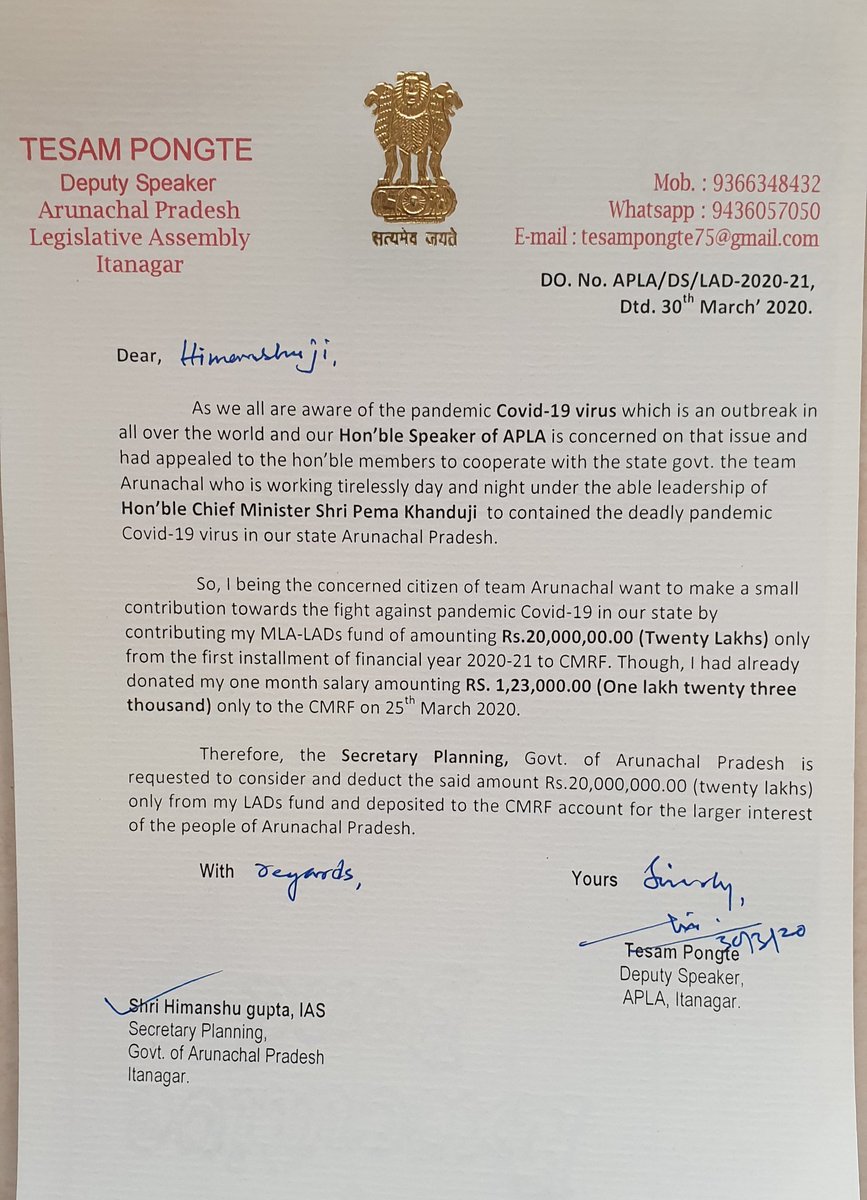 TESAM PONGTE
Deputy Speaker
Arunachal Pradesh
Legislative Assembly
Itanagar
सत्यमेव जयते
Mob. : 9366348432
Whatsapp : 9436057050
E-mail : tesampongte75@gmail.com
DO. No. APLA/DS/LAD-2020-21,
Dtd. 30th March' 2020.
Dear, Himanshu ji,
As we all are aware of the pandemic Covid-19 virus which is an outbreak in
all over the world and our Hon'ble Speaker of APLA is concerned on that issue and
had appealed to the hon'ble members to cooperate with the state govt. the team
Arunachal who is working tirelessly day and night under the able leadership of
Hon'ble Chief Minister Shri Pema Khanduji to contained the deadly pandemic
Covid-19 virus in our state Arunachal Pradesh.
So, I being the concerned citizen of team Arunachal want to make a small
contribution towards the fight against pandemic Covid-19 in our state by
contributing my MLA-LADs fund of amounting Rs.20,000,00.00 (Twenty Lakhs) only
from the first installment of financial year 2020-21 to CMRF. Though, I had already
donated my one month salary amounting RS. 1,23,000.00 (One lakh twenty three
thousand) only to the CMRF on 25th March 2020.
Therefore, the Secretary Planning, Govt. of Arunachal Pradesh is
requested to consider and deduct the said amount Rs.20,000,000.00 (twenty lakhs)
only from my LADs fund and deposited to the CMRF account for the larger interest
of the people of Arunachal Pradesh.
With regards,
Yours Sincerely,
30/3/20
Tesam Pongte
Deputy Speaker,
APLA, Itanagar.
Shri Himanshu gupta, IAS
Secretary Planning,
Govt. of Arunachal Pradesh
Itanagar.